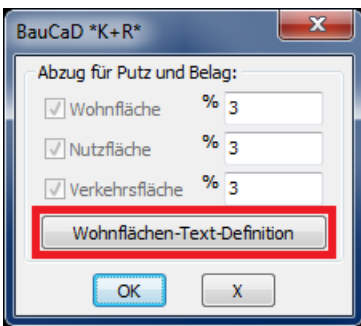 BauCaD *K+R*
Abzug für Putz und Belag:
Wohnfläche % 3
Nutzfläche % 3
Verkehrsfläche % 3
Wohnflächen-Text-Definition
OK X